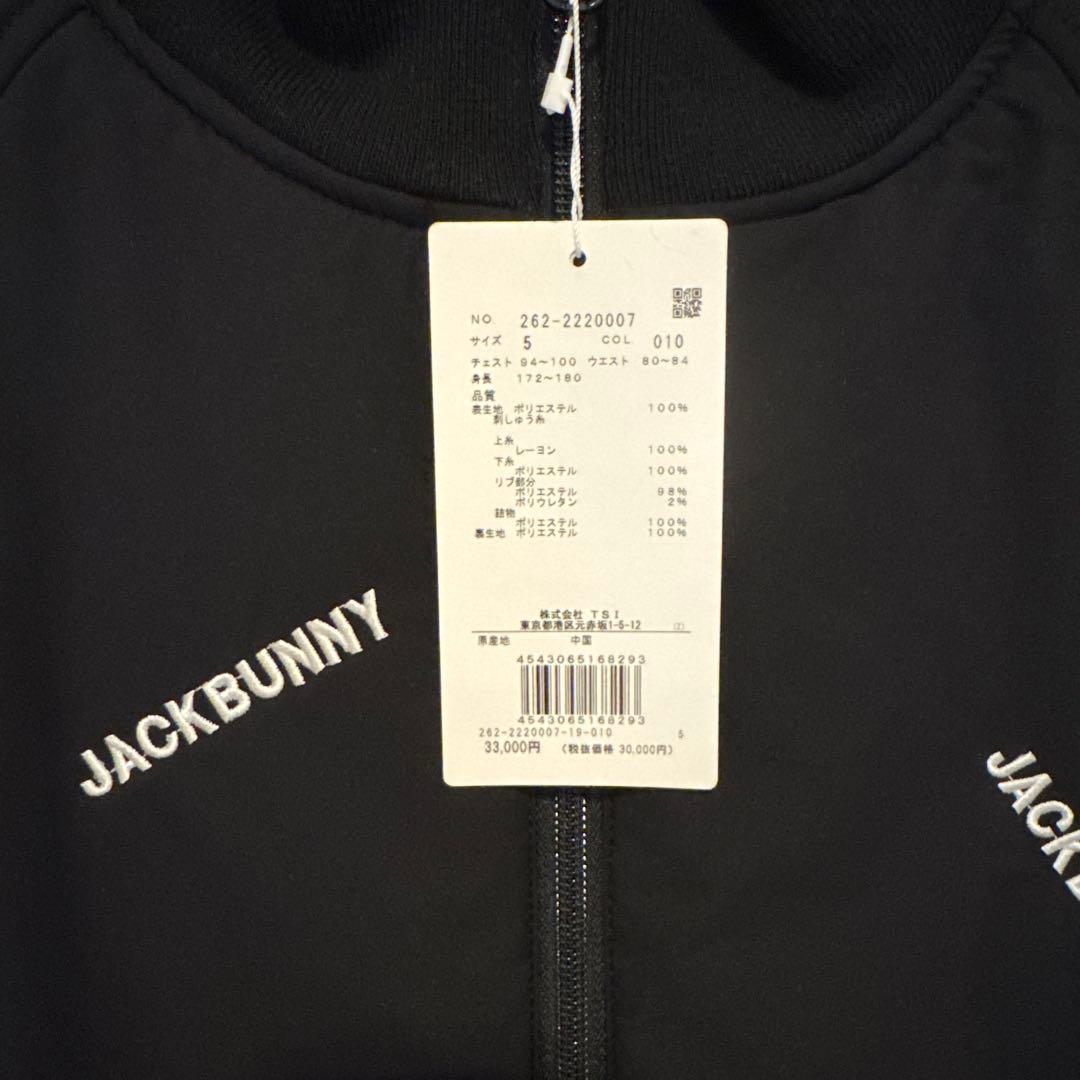 NO. 262-2220007
サイズ 5 COL. 010
チェスト 94～100 ウエスト 80～84
身長 172～180
品質
表生地 ポリエステル 100%
刺しゅう糸
上糸
レーヨン 100%
下糸
ポリエステル 100%
リブ部分
ポリエステル 98%
ポリウレタン 2%
詰物
ポリエステル 100%
裏生地 ポリエステル 100%
株式会社 TSI
東京都港区元赤坂1-5-12 (Z)
原産地 中国
4543065168293
4543065168293
262-2220007-19-010 5
33,000円 (税抜価格 30,000円)
JACKBUNNY
JACKB